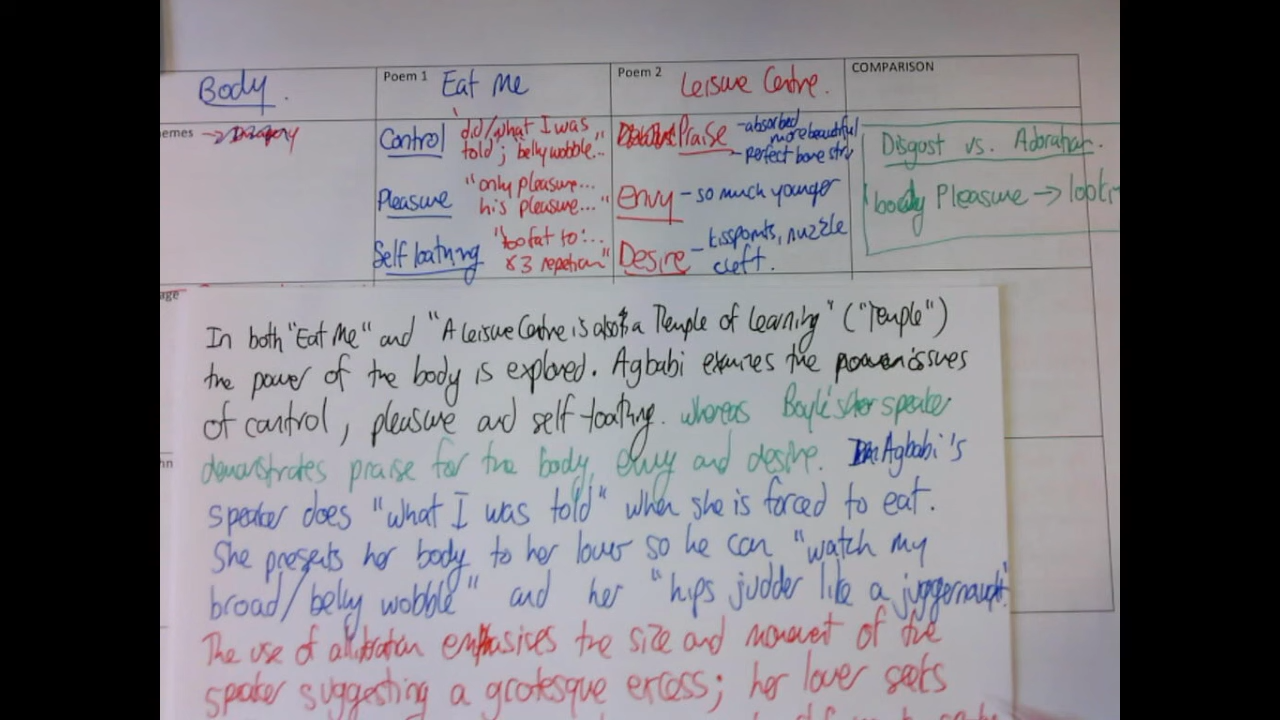 Body.
Poem 1 Eat Me
Poem 2 Leisure Centre.
COMPARISON
emes →
Control 'did/what I was
told'; 'belly wobble..'
Pleasure "only pleasure...
his pleasure..."
Self loathing "too fat to :..
x3 repetition"
Praise - absorbed
more beautiful
- perfect bone str
Envy - so much younger
Desire - kisspoints, nuzzle
cleft.
Disgust vs. Adoration.
body Pleasure →
age
In both "Eat Me" and "A Leisure Centre is also a Temple of Learning" ("Temple")
the power of the body is explored. Agbabi examines the issues
of control, pleasure and self-loathing. whereas Boyle's speaker
demonstrates praise for the body, envy and desire. Agbabi's
speaker does "what I was told" when she is forced to eat.
She presents her body to her lover so he can "watch my
broad/belly wobble" and her "hips judder like a juggernaut".
The use of alliteration emphasises the size and movement of the
speaker suggesting a grotesque excess; her lover seeks